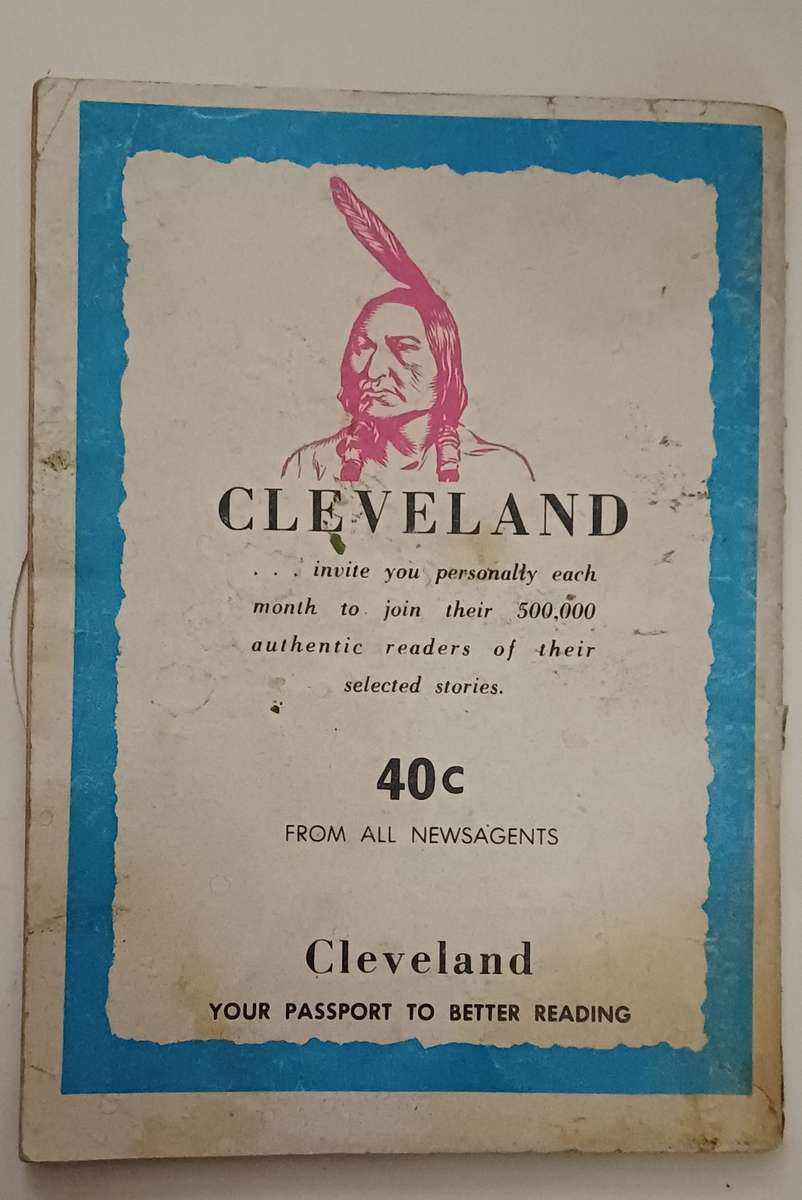 CLEVELAND
. . . invite you personally each
month to join their 500,000
authentic readers of their
selected stories.
40c
FROM ALL NEWSAGENTS
Cleveland
YOUR PASSPORT TO BETTER READING